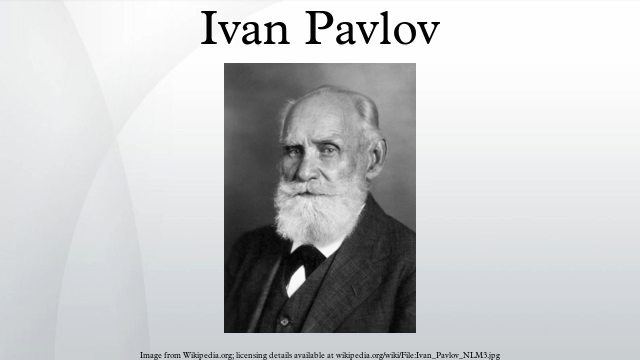 Ivan Pavlov
Image from Wikipedia.org; licensing details available at wikipedia.org/wiki/File:Ivan_Pavlov_NLM3.jpg